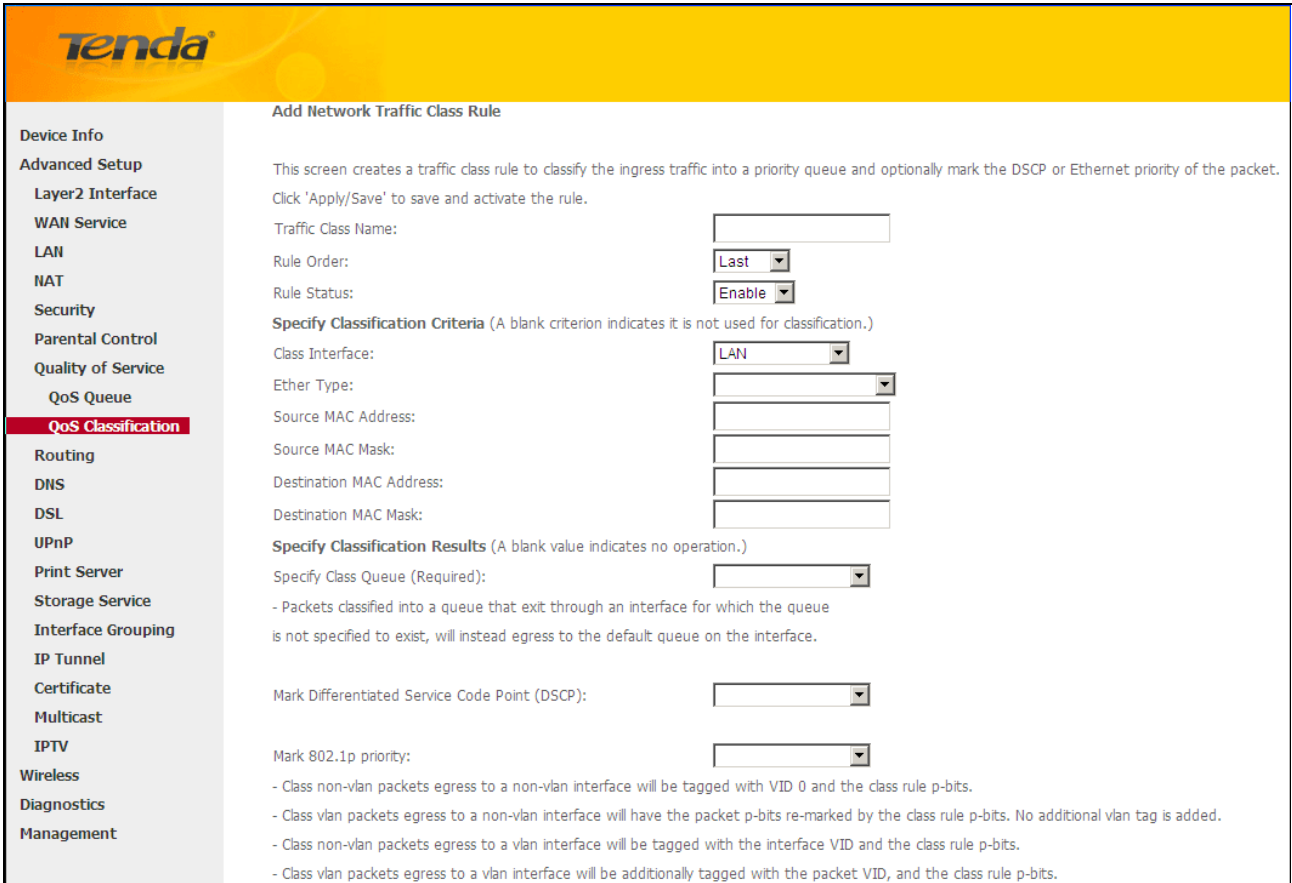 Tenda®
Device Info
Advanced Setup
Layer2 Interface
WAN Service
LAN
NAT
Security
Parental Control
Quality of Service
QoS Queue
QoS Classification
Routing
DNS
DSL
UPnP
Print Server
Storage Service
Interface Grouping
IP Tunnel
Certificate
Multicast
IPTV
Wireless
Diagnostics
Management
Add Network Traffic Class Rule
This screen creates a traffic class rule to classify the ingress traffic into a priority queue and optionally mark the DSCP or Ethernet priority of the packet.
Click 'Apply/Save' to save and activate the rule.
Traffic Class Name:
Rule Order: Last
Rule Status: Enable
Specify Classification Criteria (A blank criterion indicates it is not used for classification.)
Class Interface: LAN
Ether Type:
Source MAC Address:
Source MAC Mask:
Destination MAC Address:
Destination MAC Mask:
Specify Classification Results (A blank value indicates no operation.)
Specify Class Queue (Required):
- Packets classified into a queue that exit through an interface for which the queue
is not specified to exist, will instead egress to the default queue on the interface.
Mark Differentiated Service Code Point (DSCP):
Mark 802.1p priority:
- Class non-vlan packets egress to a non-vlan interface will be tagged with VID 0 and the class rule p-bits.
- Class vlan packets egress to a non-vlan interface will have the packet p-bits re-marked by the class rule p-bits. No additional vlan tag is added.
- Class non-vlan packets egress to a vlan interface will be tagged with the interface VID and the class rule p-bits.
- Class vlan packets egress to a vlan interface will be additionally tagged with the packet VID, and the class rule p-bits.